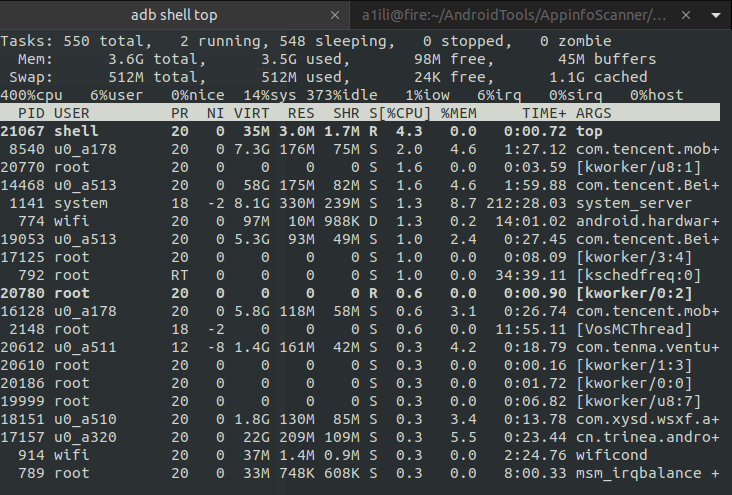 adb shell top × a1ili@fire:~/AndroidTools/AppinfoScanner/... ×
Tasks: 550 total,   2 running, 548 sleeping,   0 stopped,   0 zombie
  Mem:     3.6G total,     3.5G used,      98M free,      45M buffers
 Swap:     512M total,     512M used,      24K free,     1.1G cached
400%cpu   6%user   0%nice  14%sys 373%idle   1%iow   6%irq   0%sirq   0%host
  PID USER         PR  NI VIRT  RES  SHR S[%CPU] %MEM     TIME+ ARGS
21067 shell        20   0  35M 3.0M 1.7M R  4.3   0.0   0:00.72 top
 8540 u0_a178      20   0 7.3G 176M  75M S  2.0   4.6   1:27.12 com.tencent.mob+
20770 root         20   0    0    0    0 S  1.6   0.0   0:03.59 [kworker/u8:1]
14468 u0_a513      20   0  58G 175M  82M S  1.6   4.6   1:59.88 com.tencent.Bei+
 1141 system       18  -2 8.1G 330M 239M S  1.3   8.7 212:28.03 system_server
  774 wifi         20   0  97M  10M 988K D  1.3   0.2  14:01.02 android.hardwar+
19053 u0_a513      20   0 5.3G  93M  49M S  1.0   2.4   0:27.45 com.tencent.Bei+
17125 root         20   0    0    0    0 S  1.0   0.0   0:08.09 [kworker/3:4]
  792 root         RT   0    0    0    0 S  1.0   0.0  34:39.11 [kschedfreq:0]
20780 root         20   0    0    0    0 R  0.6   0.0   0:00.90 [kworker/0:2]
16128 u0_a178      20   0 5.8G 118M  58M S  0.6   3.1   0:26.74 com.tencent.mob+
 2148 root         18  -2    0    0    0 S  0.6   0.0  11:55.11 [VosMCThread]
20612 u0_a511      12  -8 1.4G 161M  42M S  0.3   4.2   0:18.79 com.tenma.ventu+
20610 root         20   0    0    0    0 S  0.3   0.0   0:00.16 [kworker/1:3]
20186 root         20   0    0    0    0 S  0.3   0.0   0:01.72 [kworker/0:0]
19999 root         20   0    0    0    0 S  0.3   0.0   0:06.82 [kworker/u8:7]
18151 u0_a510      20   0 1.8G 130M  85M S  0.3   3.4   0:13.78 com.xysd.wsxf.a+
17157 u0_a320      20   0  22G 209M 109M S  0.3   5.5   0:23.44 cn.trinea.andro+
  914 wifi         20   0  37M 1.4M 0.9M S  0.3   0.0   2:24.76 wificond
  789 root         20   0  33M 748K 608K S  0.3   0.0   8:00.33 msm_irqbalance +